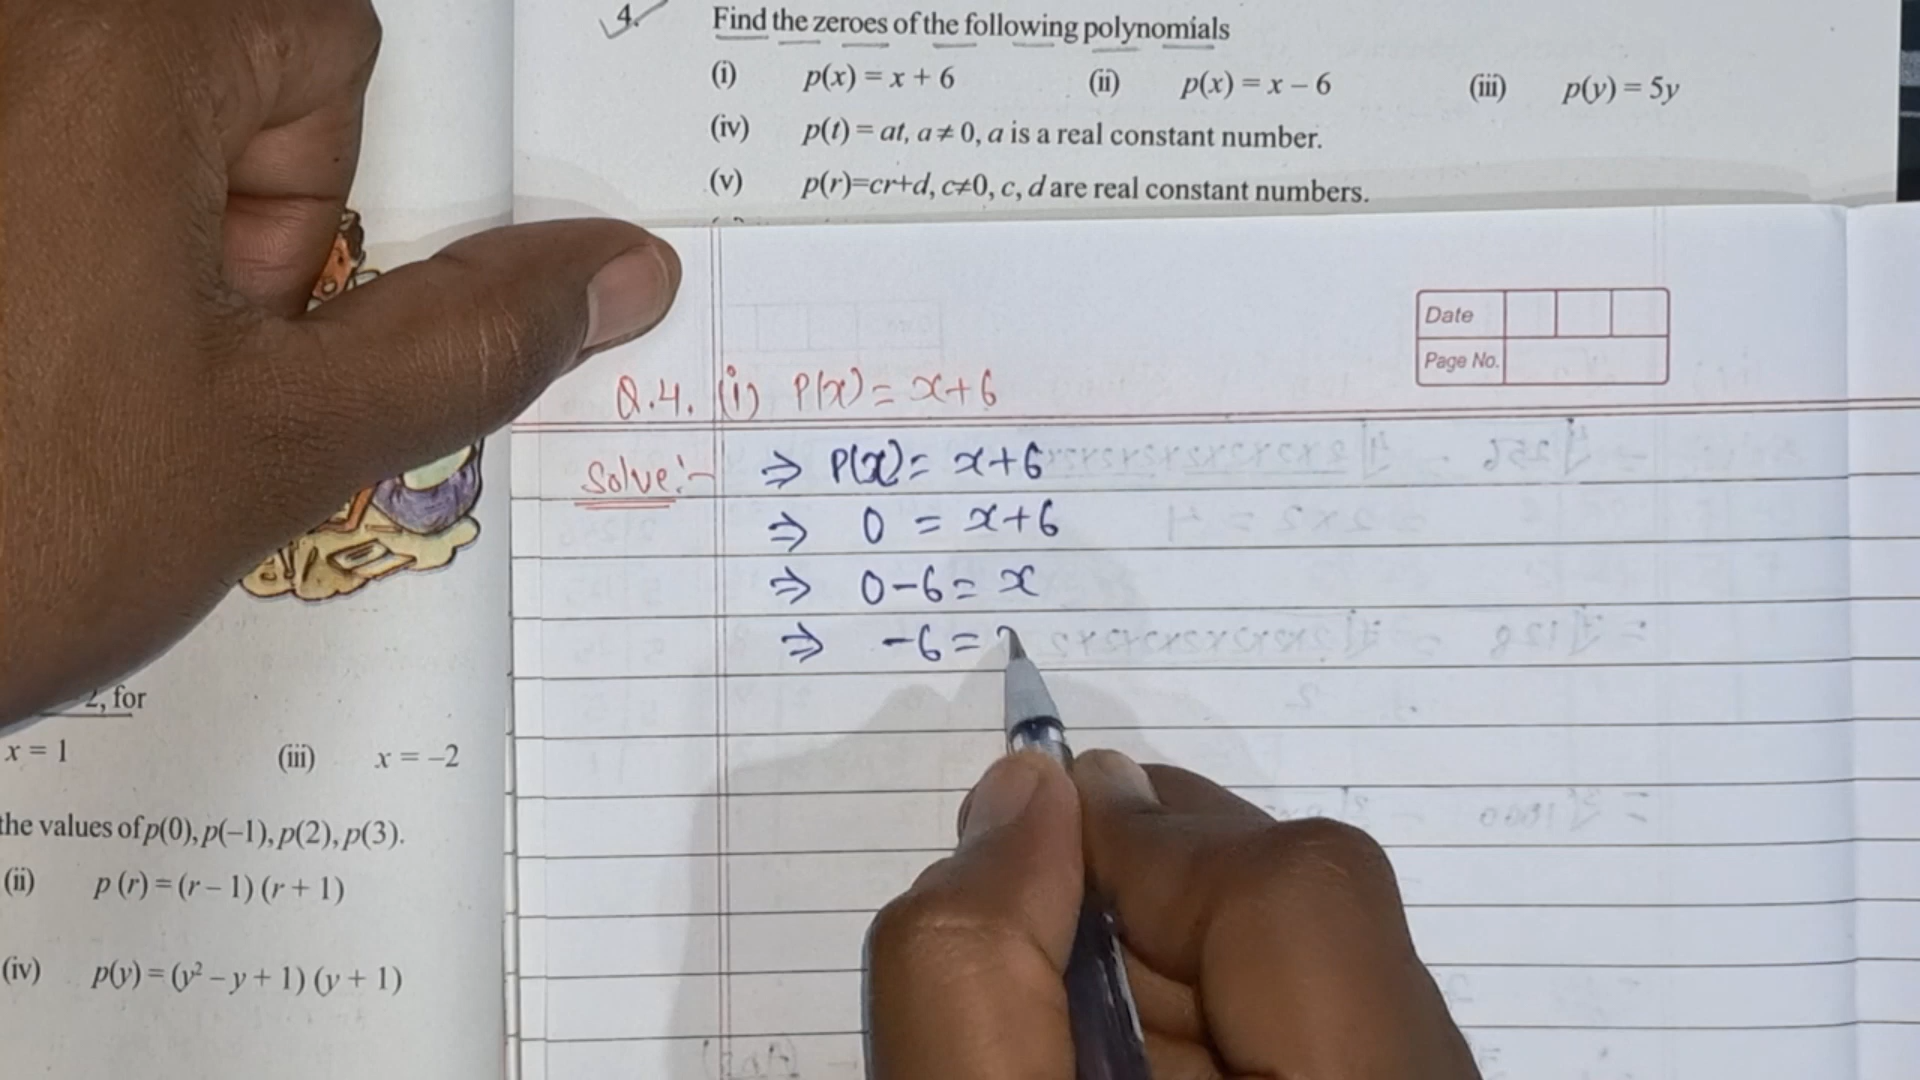 4. Find the zeroes of the following polynomials
(i) p(x) = x + 6 (ii) p(x) = x – 6 (iii) p(y) = 5y
(iv) p(t) = at, a ≠ 0, a is a real constant number.
(v) p(r)=cr+d, c≠0, c, d are real constant numbers.
Date
Page No.
Q.4. (i) P(x) = x+6
Solve:- ⇒ P(x) = x+6
⇒ 0 = x+6
⇒ 0-6 = x
⇒ -6 =
2, for
x = 1 (iii) x = –2
the values of p(0), p(–1), p(2), p(3).
(ii) p (r) = (r – 1) (r + 1)
(iv) p(y) = (y² – y + 1) (y + 1)